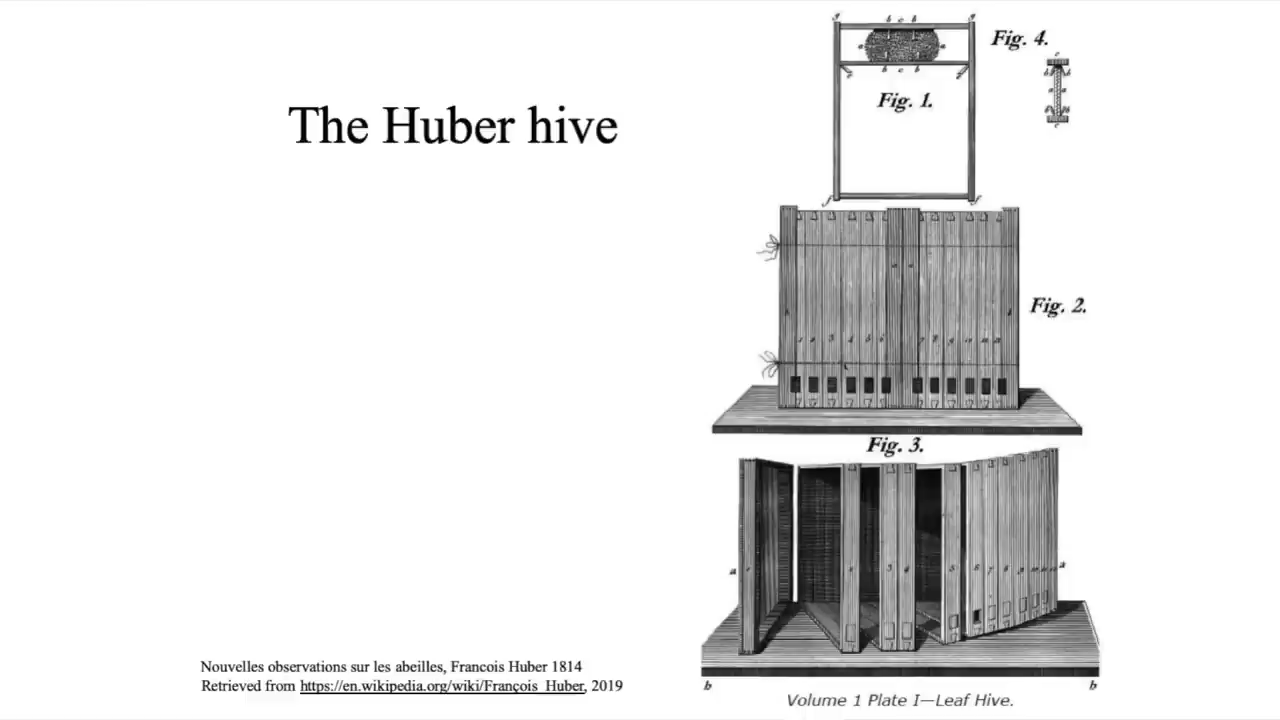 The Huber hive
Fig. 4.
Fig. 1.
Fig. 2.
Fig. 3.
Nouvelles observations sur les abeilles, Francois Huber 1814
Retrieved from https://en.wikipedia.org/wiki/François_Huber, 2019
b b
Volume 1 Plate I—Leaf Hive.